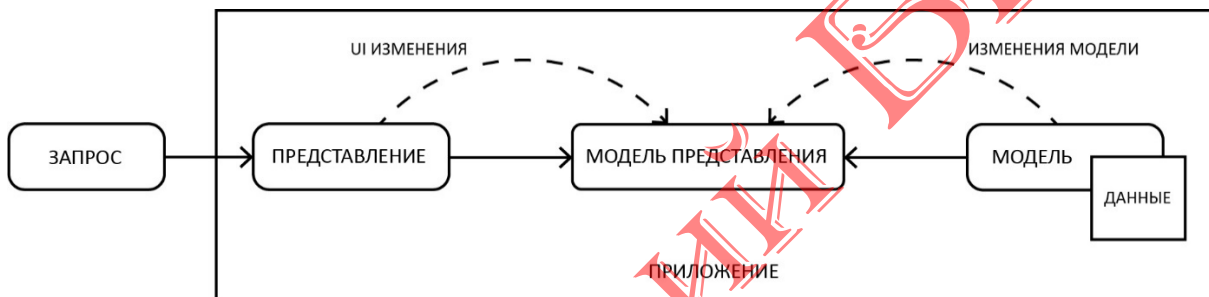 UI ИЗМЕНЕНИЯ
ИЗМЕНЕНИЯ МОДЕЛИ
ЗАПРОС
ПРЕДСТАВЛЕНИЕ
МОДЕЛЬ ПРЕДСТАВЛЕНИЯ
МОДЕЛЬ
ДАННЫЕ
ПРИЛОЖЕНИЕ